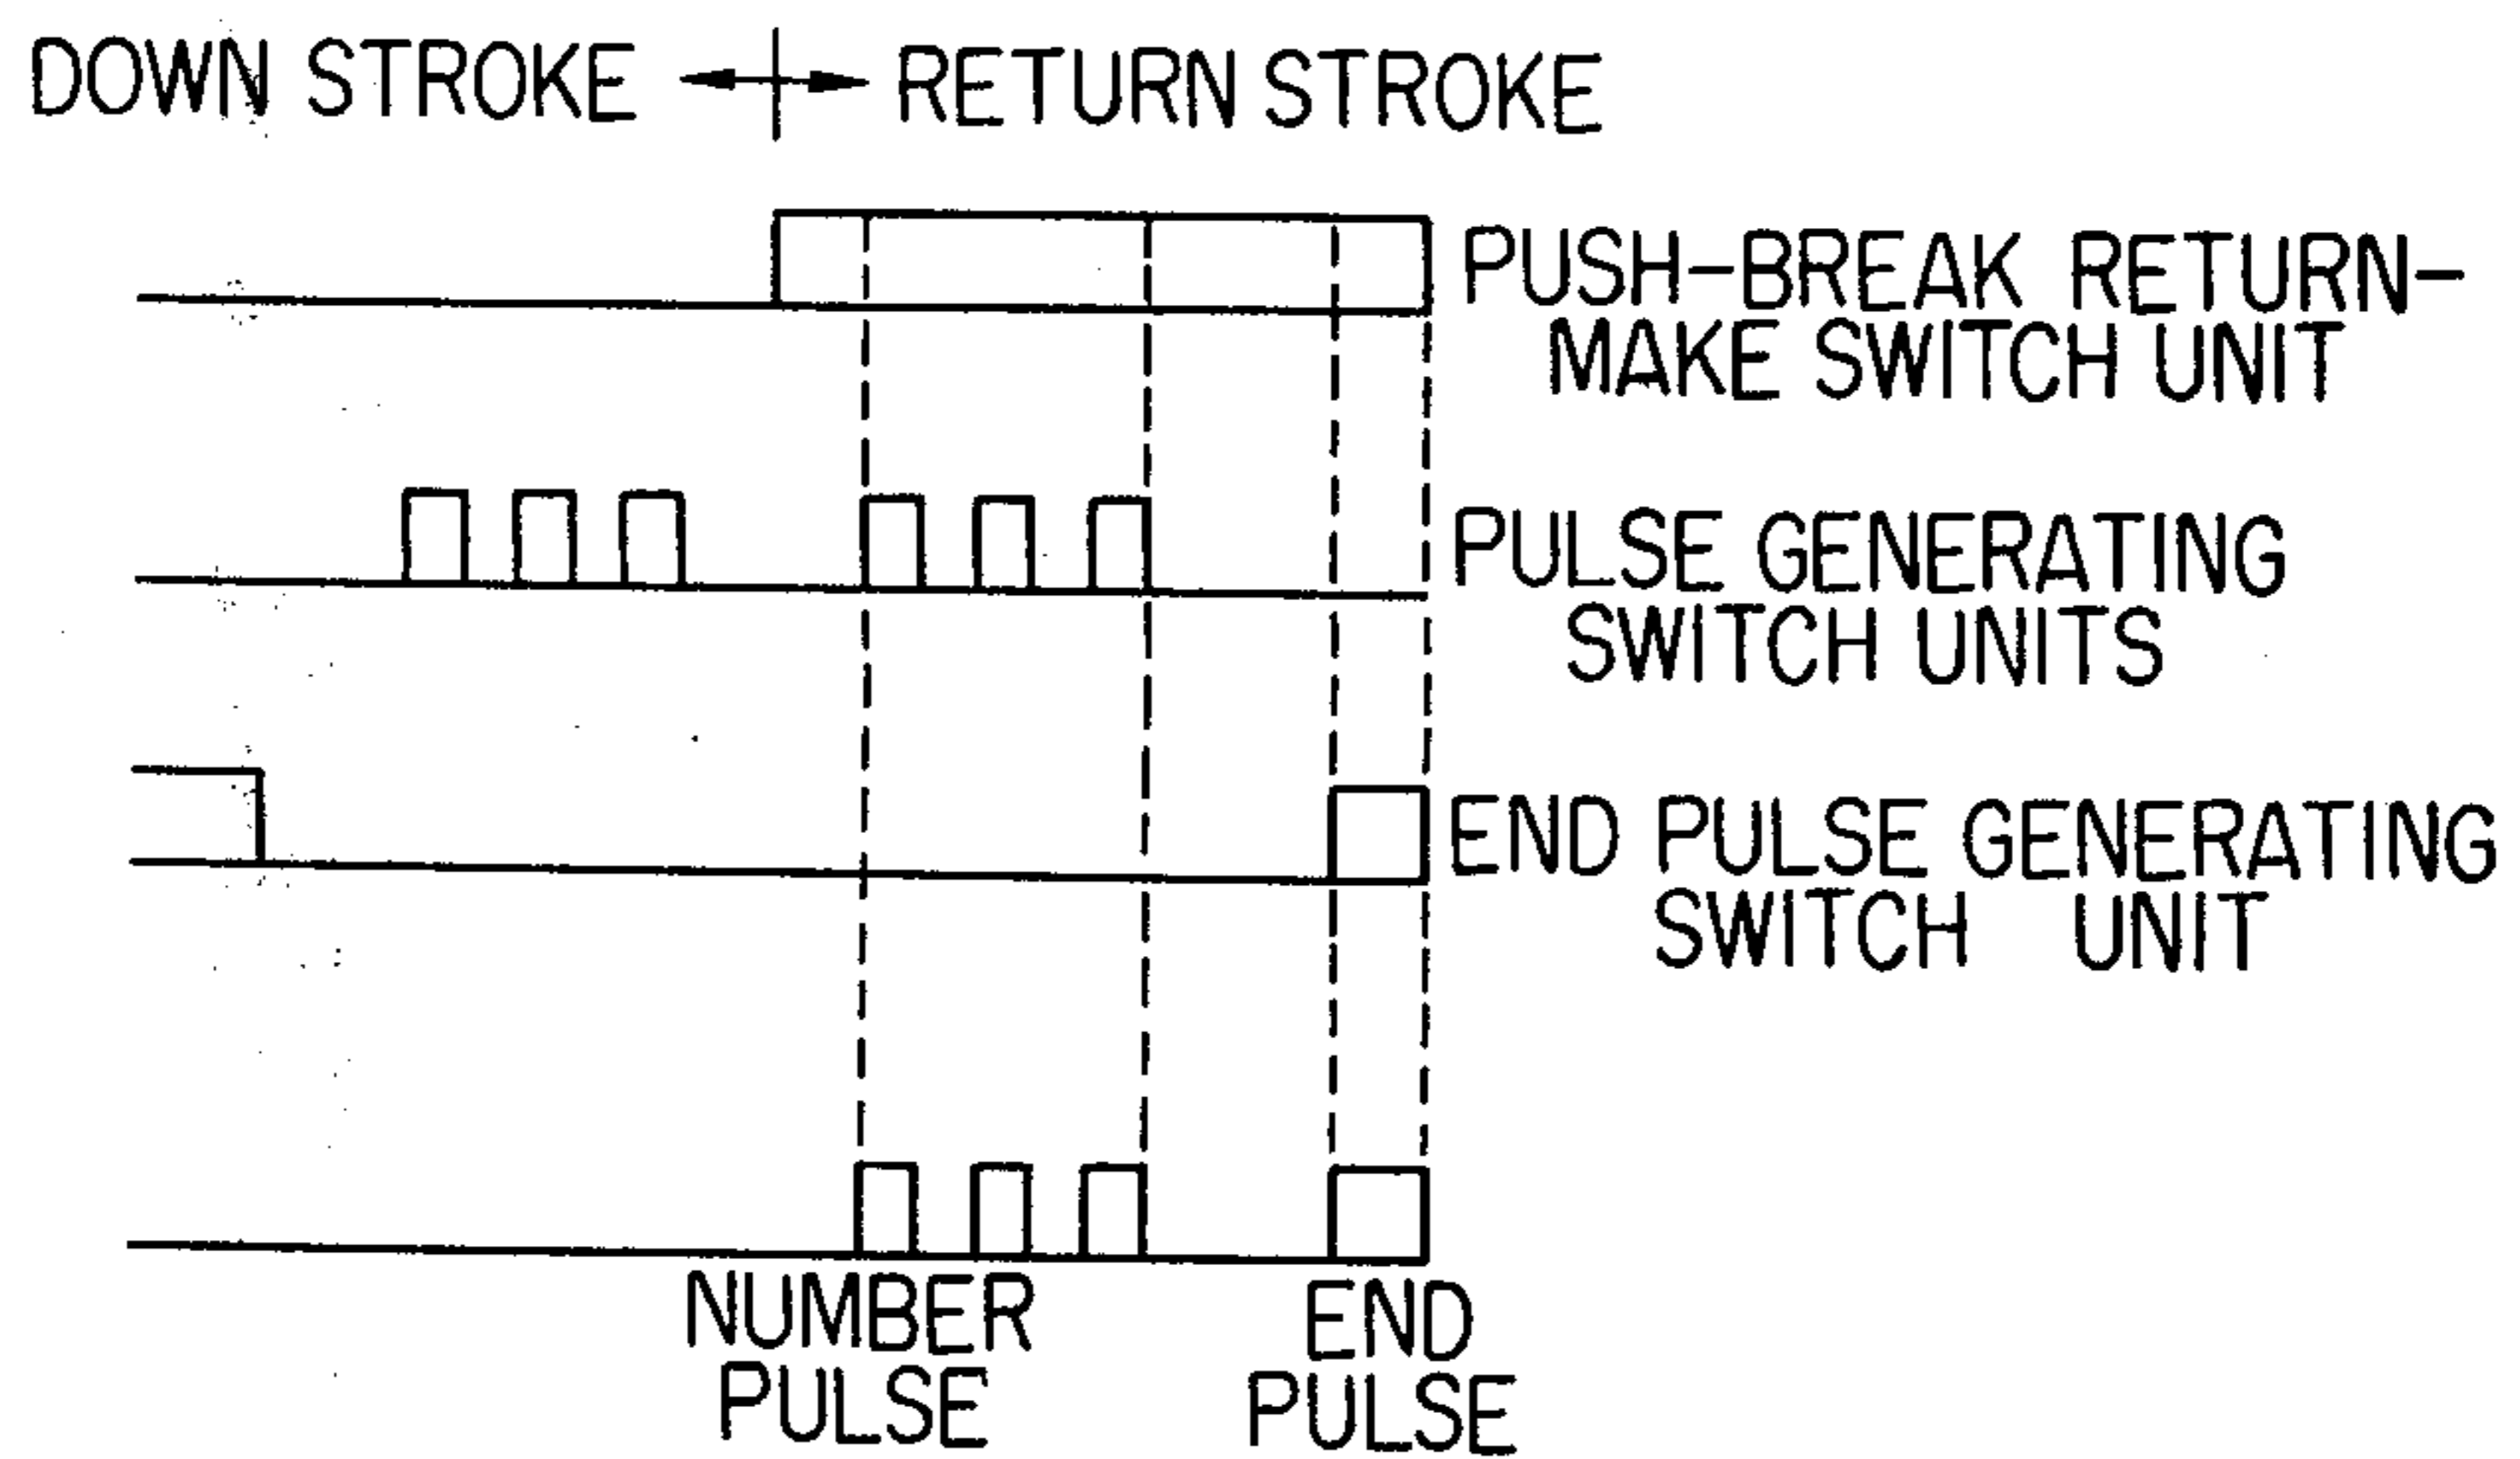 DOWN STROKE RETURN STROKE
PUSH-BREAK RETURN-
MAKE SWITCH UNIT
PULSE GENERATING
SWITCH UNITS
END PULSE GENERATING
SWITCH UNIT
NUMBER
PULSE
END
PULSE